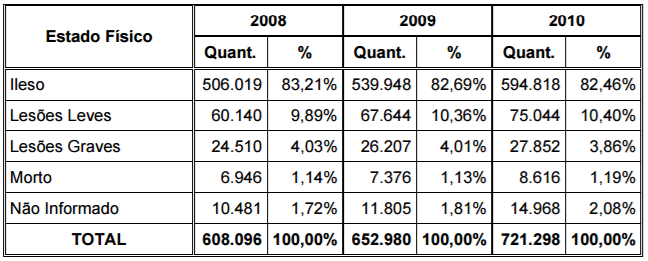 Estado Físico 2008 2009 2010
Quant. % Quant. % Quant. %
Ileso 506.019 83,21% 539.948 82,69% 594.818 82,46%
Lesões Leves 60.140 9,89% 67.644 10,36% 75.044 10,40%
Lesões Graves 24.510 4,03% 26.207 4,01% 27.852 3,86%
Morto 6.946 1,14% 7.376 1,13% 8.616 1,19%
Não Informado 10.481 1,72% 11.805 1,81% 14.968 2,08%
TOTAL 608.096 100,00% 652.980 100,00% 721.298 100,00%